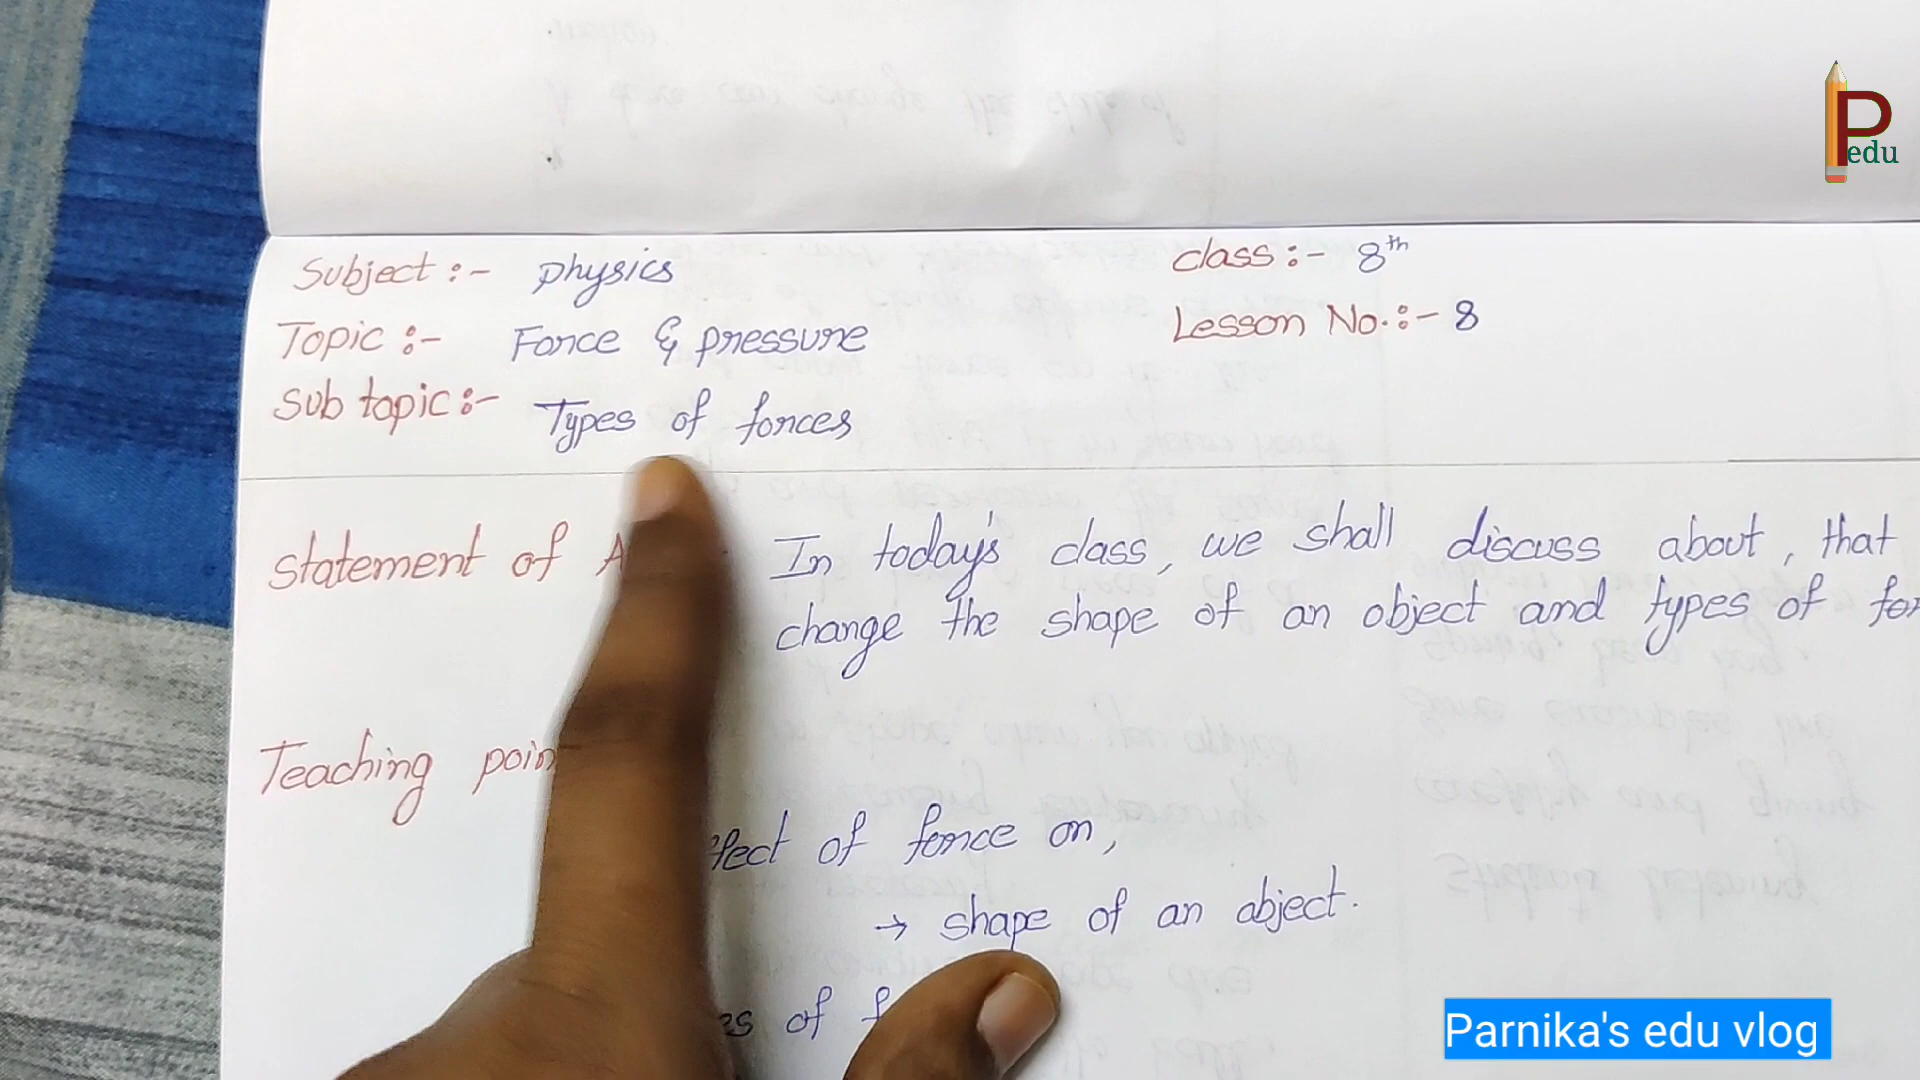 P
edu
Subject :- physics
class :- 8th
Topic :- Force & pressure
Lesson No. :- 8
Sub topic :- Types of forces
Statement of In today's class, we shall discuss about, that
change the shape of an object and types of
Teaching
of force on,
→ shape of an object.
of
Parnika's edu vlog